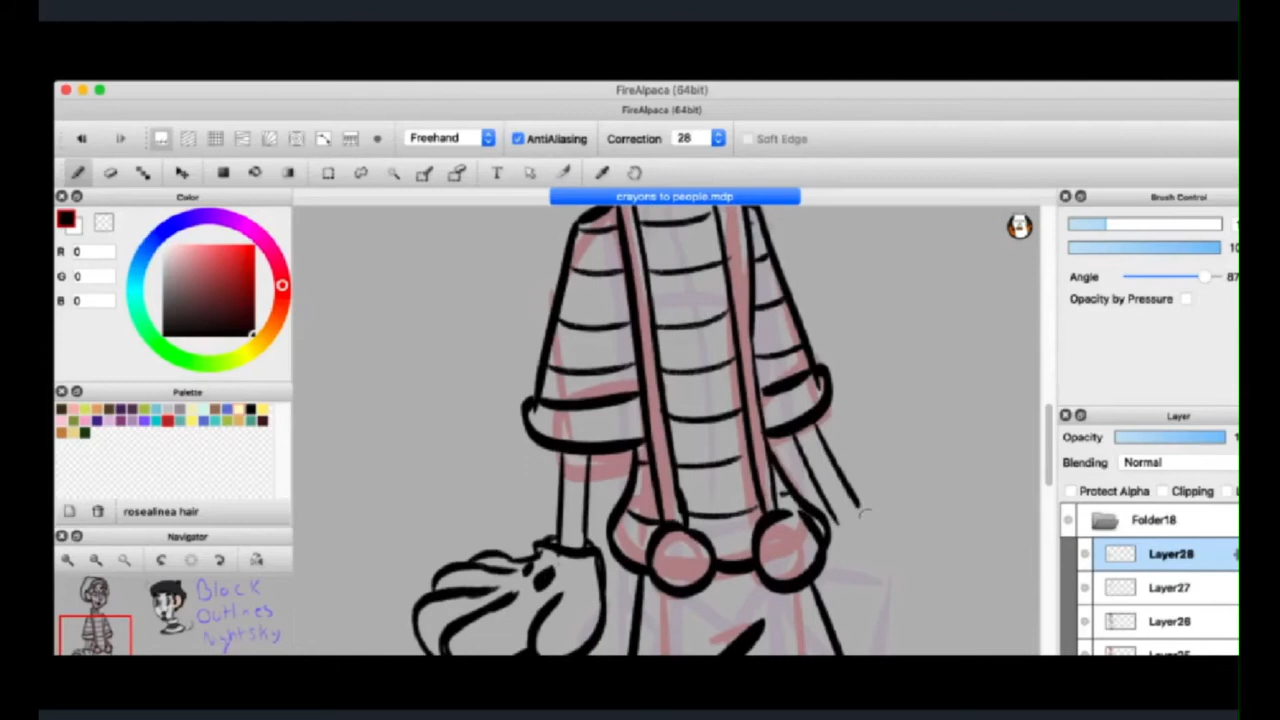 FireAlpaca (64bit)
FireAlpaca (64bit)
Freehand AntiAliasing Correction 28 Soft Edge
T
Color crayons to people.mdp Brush Control
R 0
G 0
B 0
Angle 87
Opacity by Pressure
Palette
Layer
Opacity
Blending Normal
Protect Alpha Clipping
rosealinea hair
Folder18
Navigator
Layer28
Layer27
Layer26
Block
Outlines
Nightsky